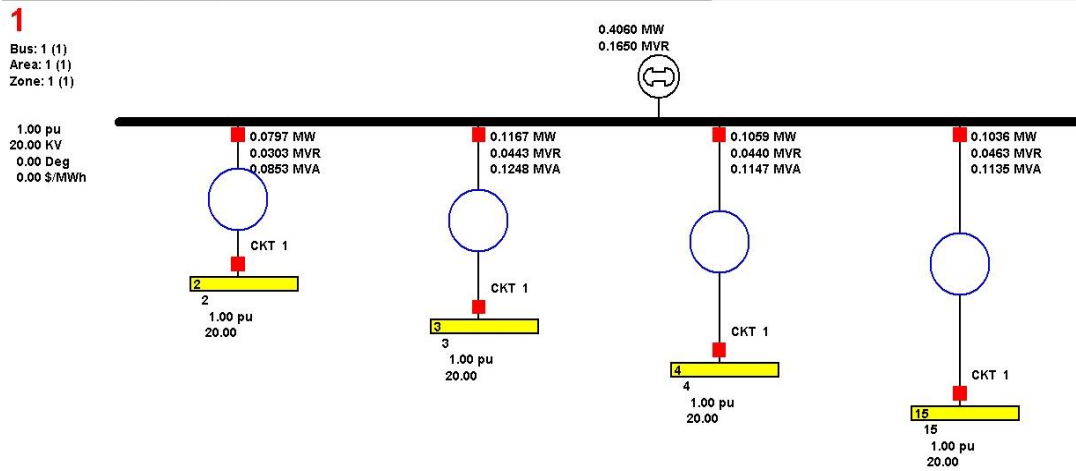 1
Bus: 1 (1)
Area: 1 (1)
Zone: 1 (1)
1.00 pu
20.00 KV
0.00 Deg
0.00 $/MWh
0.4060 MW
0.1650 MVR
0.0797 MW
0.0303 MVR
0.0853 MVA
CKT 1
2
2
1.00 pu
20.00
0.1167 MW
0.0443 MVR
0.1248 MVA
CKT 1
3
3
1.00 pu
20.00
0.1059 MW
0.0440 MVR
0.1147 MVA
CKT 1
4
4
1.00 pu
20.00
0.1036 MW
0.0463 MVR
0.1135 MVA
CKT 1
15
15
1.00 pu
20.00